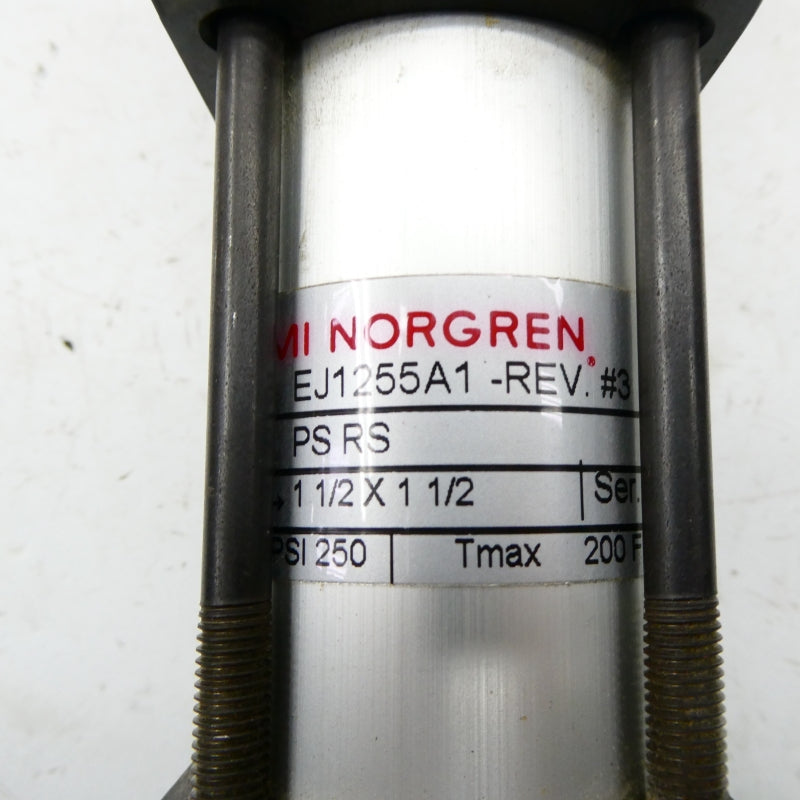 MI NORGREN®
EJ1255A1 -REV. #3
PS RS
→ 1 1/2 X 1 1/2 Ser.
PSI 250 Tmax 200 F